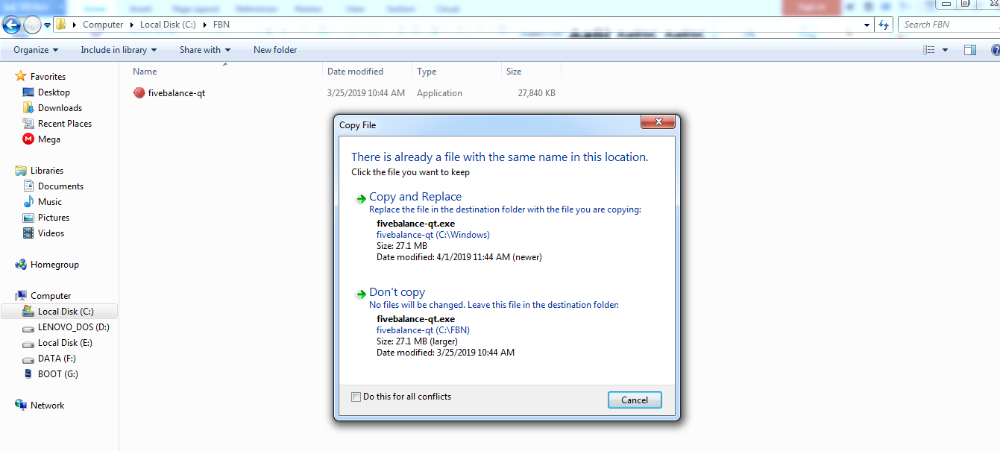 Computer
Local Disk (C:)
FBN
Search FBN
Organize
Include in library
Share with
New folder
Favorites
Desktop
Downloads
Recent Places
Mega
Libraries
Documents
Music
Pictures
Videos
Homegroup
Computer
Local Disk (C:)
LENOVO_DOS (D:)
Local Disk (E:)
DATA (F:)
BOOT (G:)
Network
Name Date modified Type Size
fivebalance-qt 3/25/2019 10:44 AM Application 27,840 KB
Copy File
There is already a file with the same name in this location.
Click the file you want to keep
Copy and Replace
Replace the file in the destination folder with the file you are copying:
fivebalance-qt.exe
fivebalance-qt (C:\Windows)
Size: 27.1 MB
Date modified: 4/1/2019 11:44 AM (newer)
Don't copy
No files will be changed. Leave this file in the destination folder:
fivebalance-qt.exe
fivebalance-qt (C:\FBN)
Size: 27.1 MB (larger)
Date modified: 3/25/2019 10:44 AM
Do this for all conflicts
Cancel